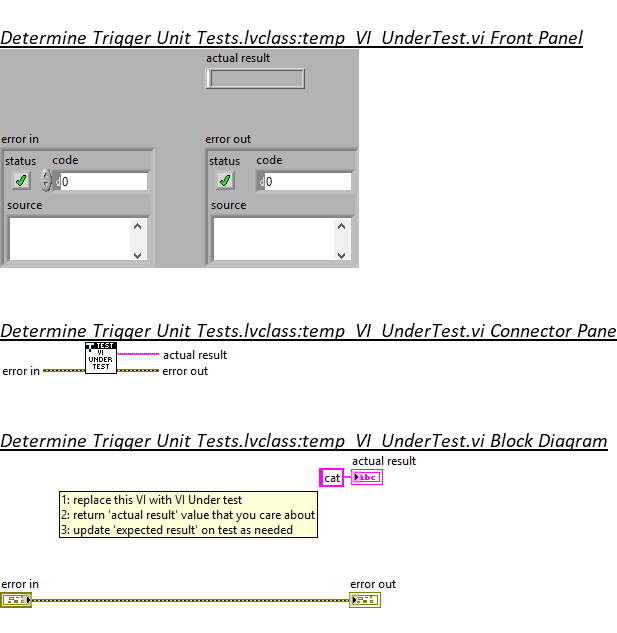 Determine Trigger Unit Tests.lvclass:temp_VI_UnderTest.vi Front Panel
actual result
error in
error out
status code
status code
0
0
source
source
Determine Trigger Unit Tests.lvclass:temp_VI_UnderTest.vi Connector Pane
TEST
VI
UNDER
TEST
actual result
error in
error out
Determine Trigger Unit Tests.lvclass:temp_VI_UnderTest.vi Block Diagram
actual result
cat
abc
1: replace this VI with VI Under test
2: return 'actual result' value that you care about
3: update 'expected result' on test as needed
error in
error out